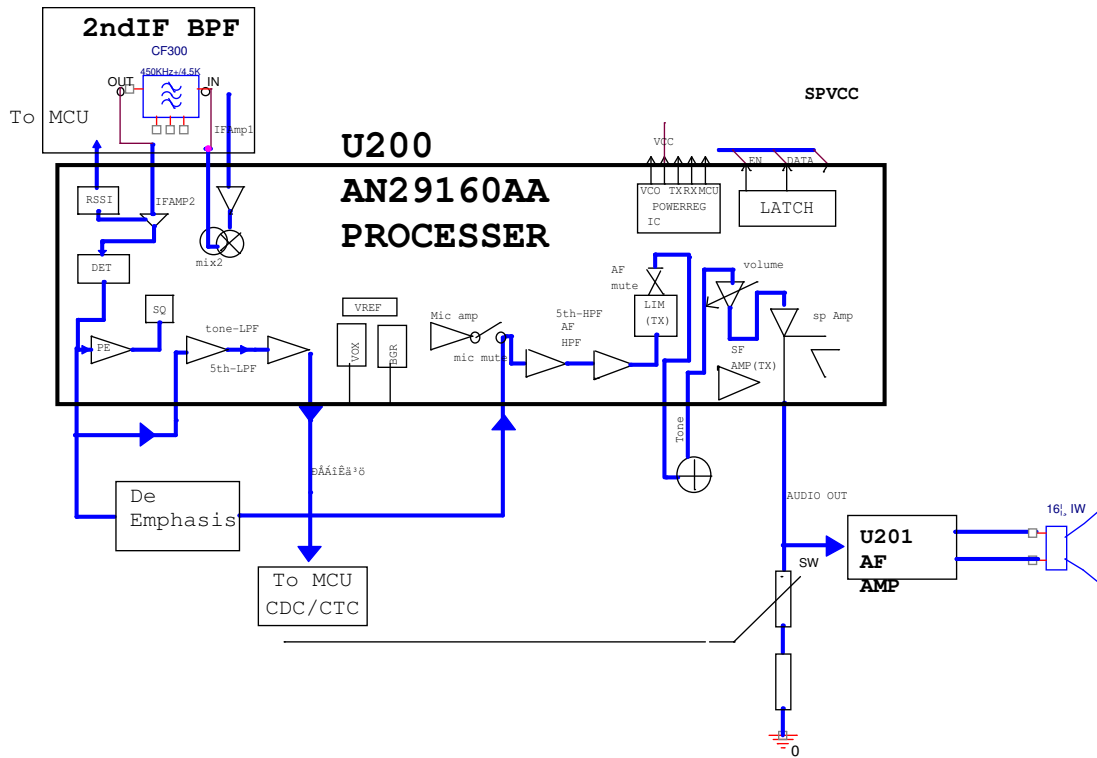 2ndIF BPF
CF300
450KHz+/4.5K
OUT
IN
To MCU
IFAmp1
SPVCC
U200
AN29160AA
PROCESSER
VCC
EN
DATA
VCO TX RX MCU
POWERREG
IC
LATCH
RSSI
IFAMP2
mix2
DET
SQ
PE
tone-LPF
5th-LPF
VREF
VOX
BGR
Mic amp
mic mute
5th-HPF
AF
HPF
AF
mute
LIM
(TX)
volume
sp Amp
SF
AMP(TX)
Tone
ÐÅÁîÊä³ö
De
Emphasis
To MCU
CDC/CTC
AUDIO OUT
SW
U201
AF
AMP
16¦¸ 1W
0